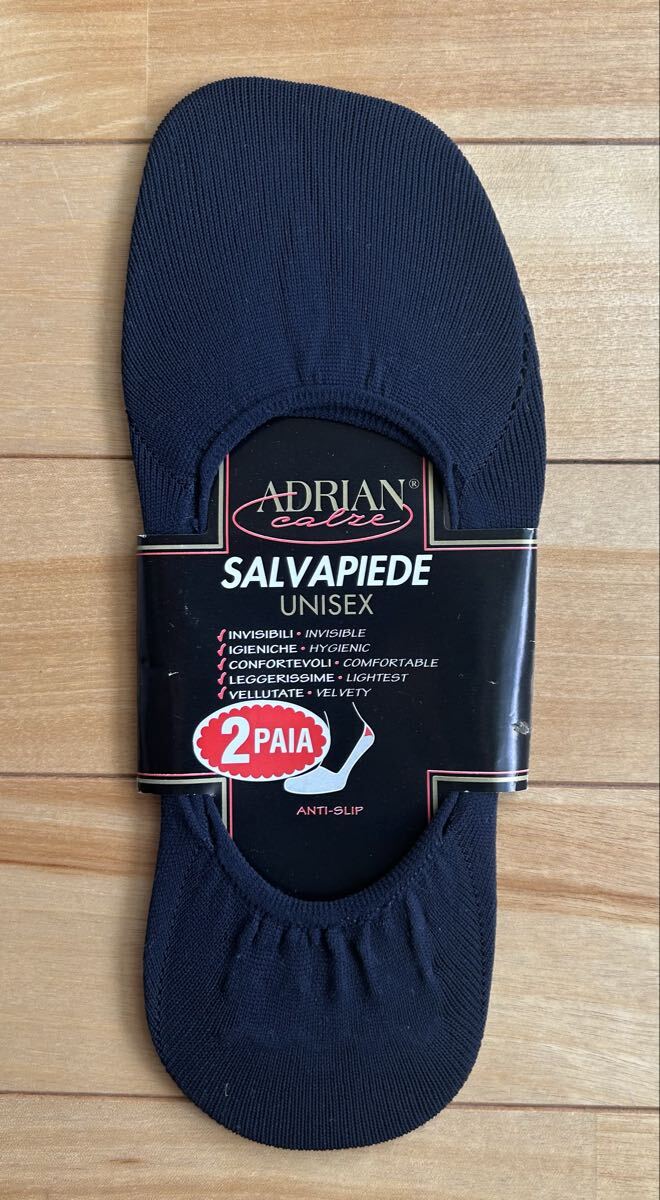 ADRIAN®
calze
SALVAPIEDE
UNISEX
INVISIBILI • INVISIBLE
IGIENICHE • HYGIENIC
CONFORTEVOLI • COMFORTABLE
LEGGERISSIME • LIGHTEST
VELLUTATE • VELVETY
2 PAIA
ANTI-SLIP